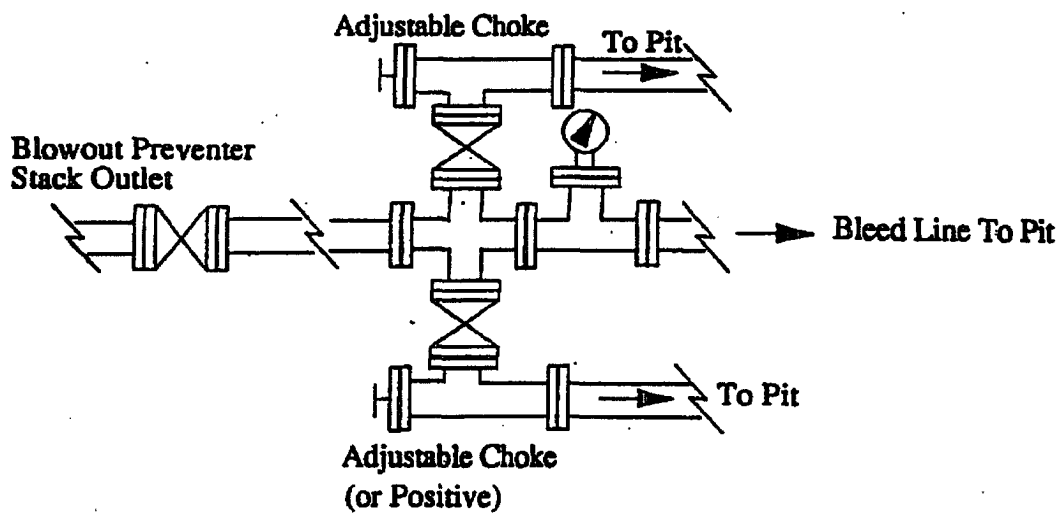 Adjustable Choke
To Pit
Blowout Preventer
Stack Outlet
Bleed Line To Pit
To Pit
Adjustable Choke
(or Positive)